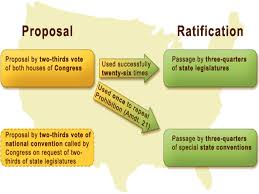 Proposal
Ratification
Proposal by two-thirds vote
of both houses of Congress
Used successfully
twenty-six times
Passage by three-quarters
of state legislatures
Used once to repeal
Prohibition (Amdt. 21)
Proposal by two-thirds vote of
national convention called by
Congress on request of two-
thirds of state legislatures
Passage by three-quarters
of special state conventions